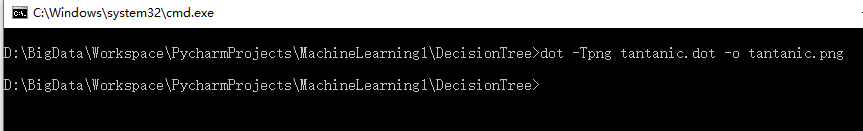 C:\Windows\system32\cmd.exe
D:\BigData\Workspace\PycharmProjects\MachineLearning1\DecisionTree>dot -Tpng tantanic.dot -o tantanic.png
D:\BigData\Workspace\PycharmProjects\MachineLearning1\DecisionTree>